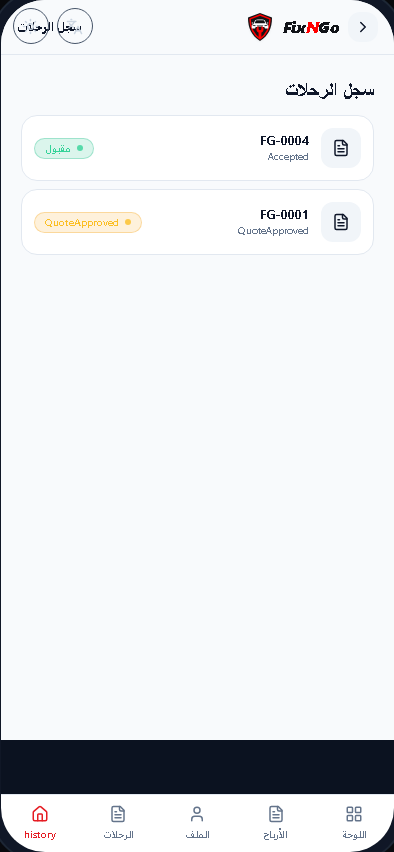 FixNGo
سجل الرحلات
سجل الرحلات
FG-0004
Accepted
مقبول
FG-0001
QuoteApproved
QuoteApproved
اللوحة
الأرباح
الملف
الرحلات
history